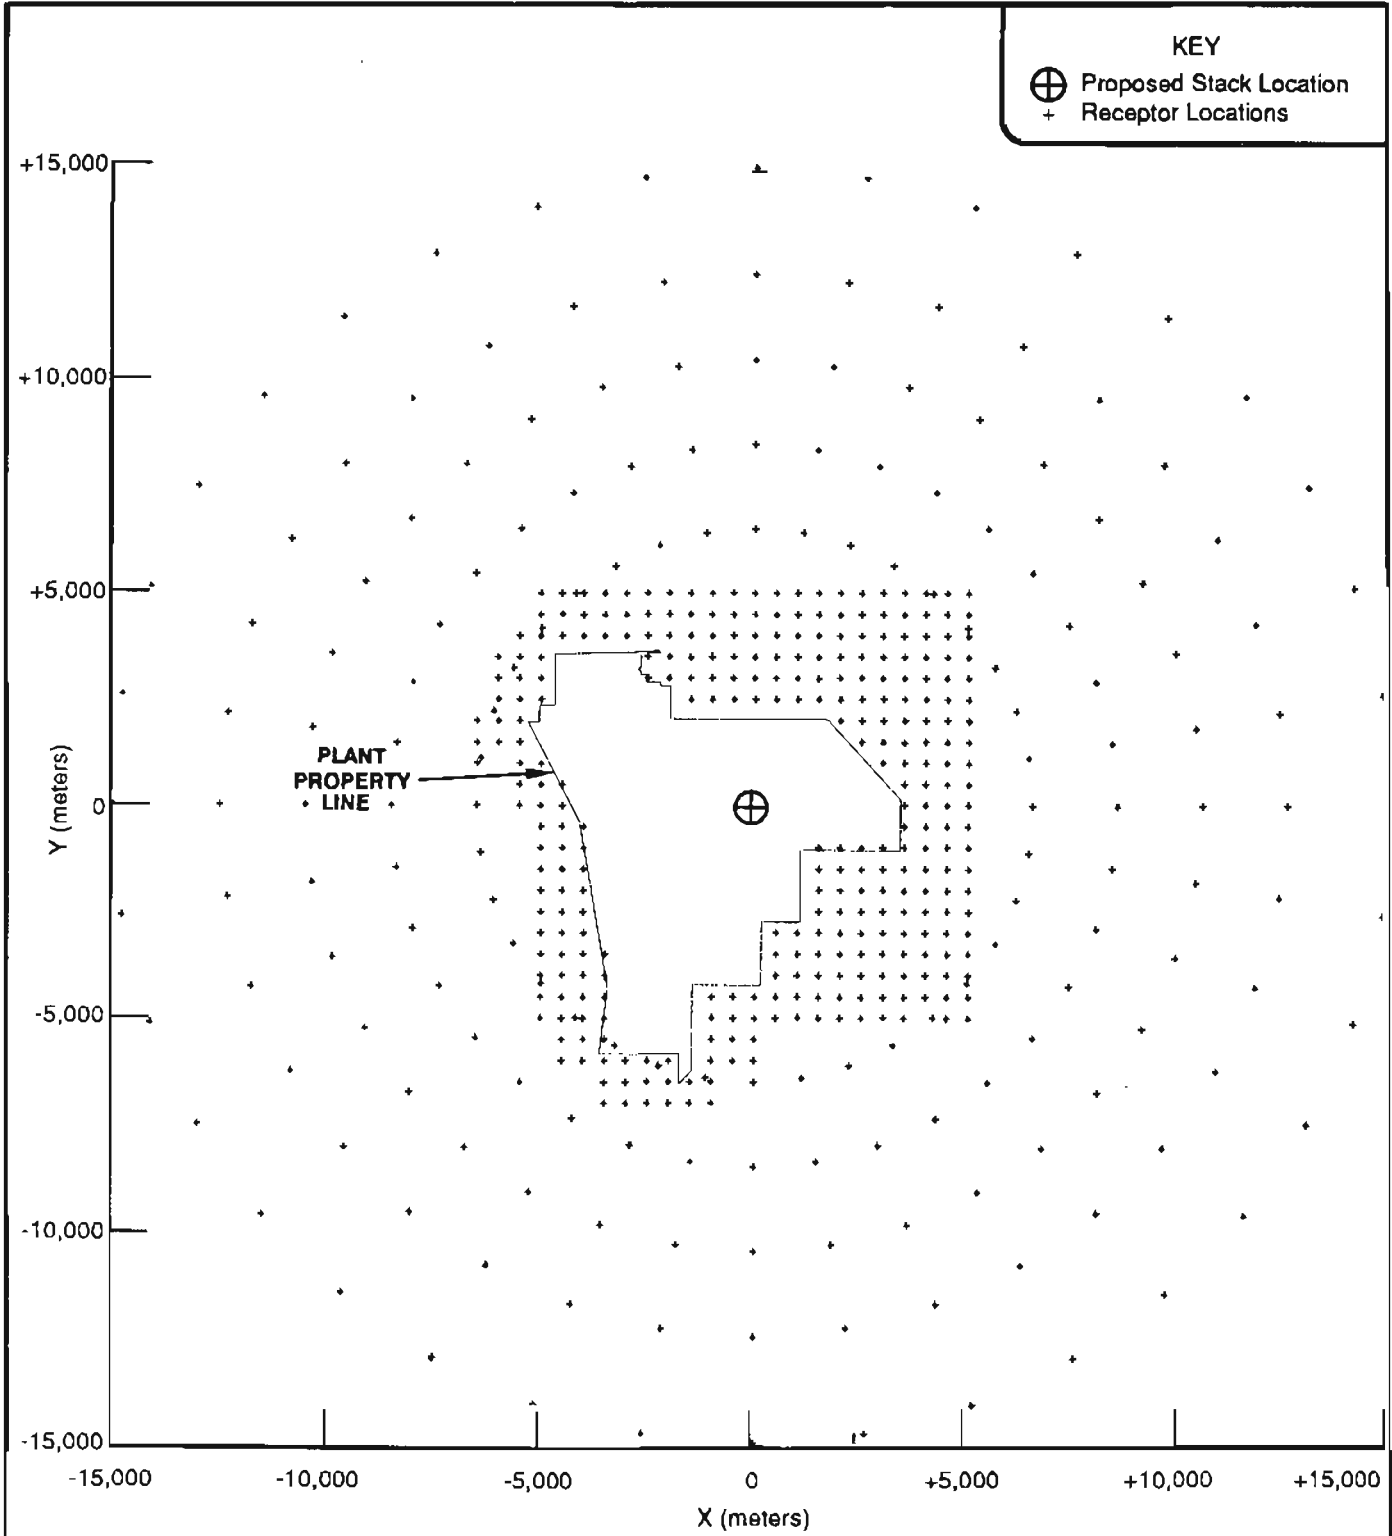 KEY
Proposed Stack Location
Receptor Locations
+15,000
+10,000
+5,000
0
-5,000
-10,000
-15,000
Y (meters)
PLANT
PROPERTY
LINE
-15,000
-10,000
-5,000
0
+5,000
+10,000
+15,000
X (meters)